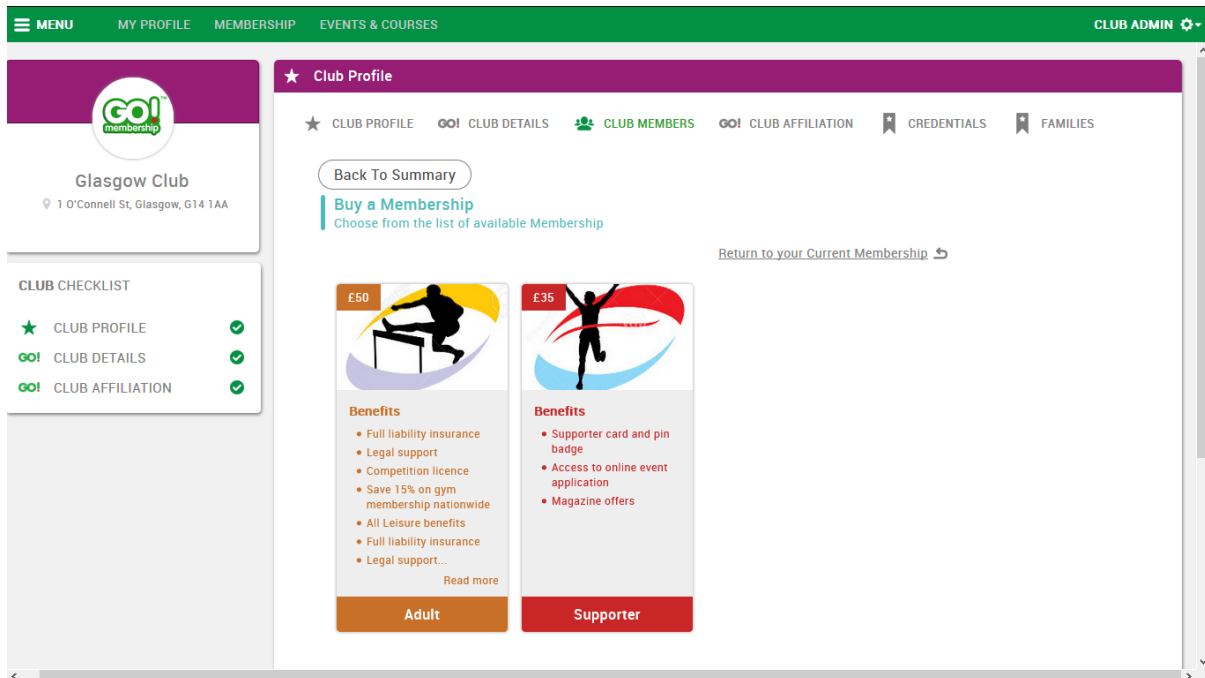 MENU MY PROFILE MEMBERSHIP EVENTS & COURSES CLUB ADMIN
GO!™
membership
Glasgow Club
1 O'Connell St, Glasgow, G14 1AA
CLUB CHECKLIST
CLUB PROFILE
GO! CLUB DETAILS
GO! CLUB AFFILIATION
Club Profile
CLUB PROFILE GO! CLUB DETAILS CLUB MEMBERS GO! CLUB AFFILIATION CREDENTIALS FAMILIES
Back To Summary
Buy a Membership
Choose from the list of available Membership
Return to your Current Membership
£50
Benefits
• Full liability insurance
• Legal support
• Competition licence
• Save 15% on gym
membership nationwide
• All Leisure benefits
• Full liability insurance
• Legal support...
Read more
Adult
£35
Benefits
• Supporter card and pin
badge
• Access to online event
application
• Magazine offers
Supporter